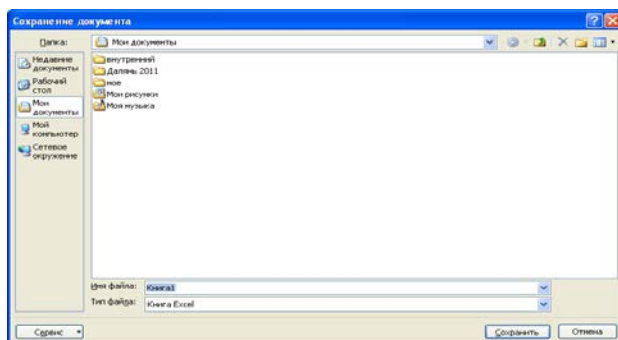 Сохранение документа
Папка: Мои документы
Недавние документы
Рабочий стол
Мои документы
Мой компьютер
Сетевое окружение
внутренний
Далянь 2011
мое
Мои рисунки
Моя музыка
Имя файла: Книга1
Тип файла: Книга Excel
Сервис
Сохранить
Отмена